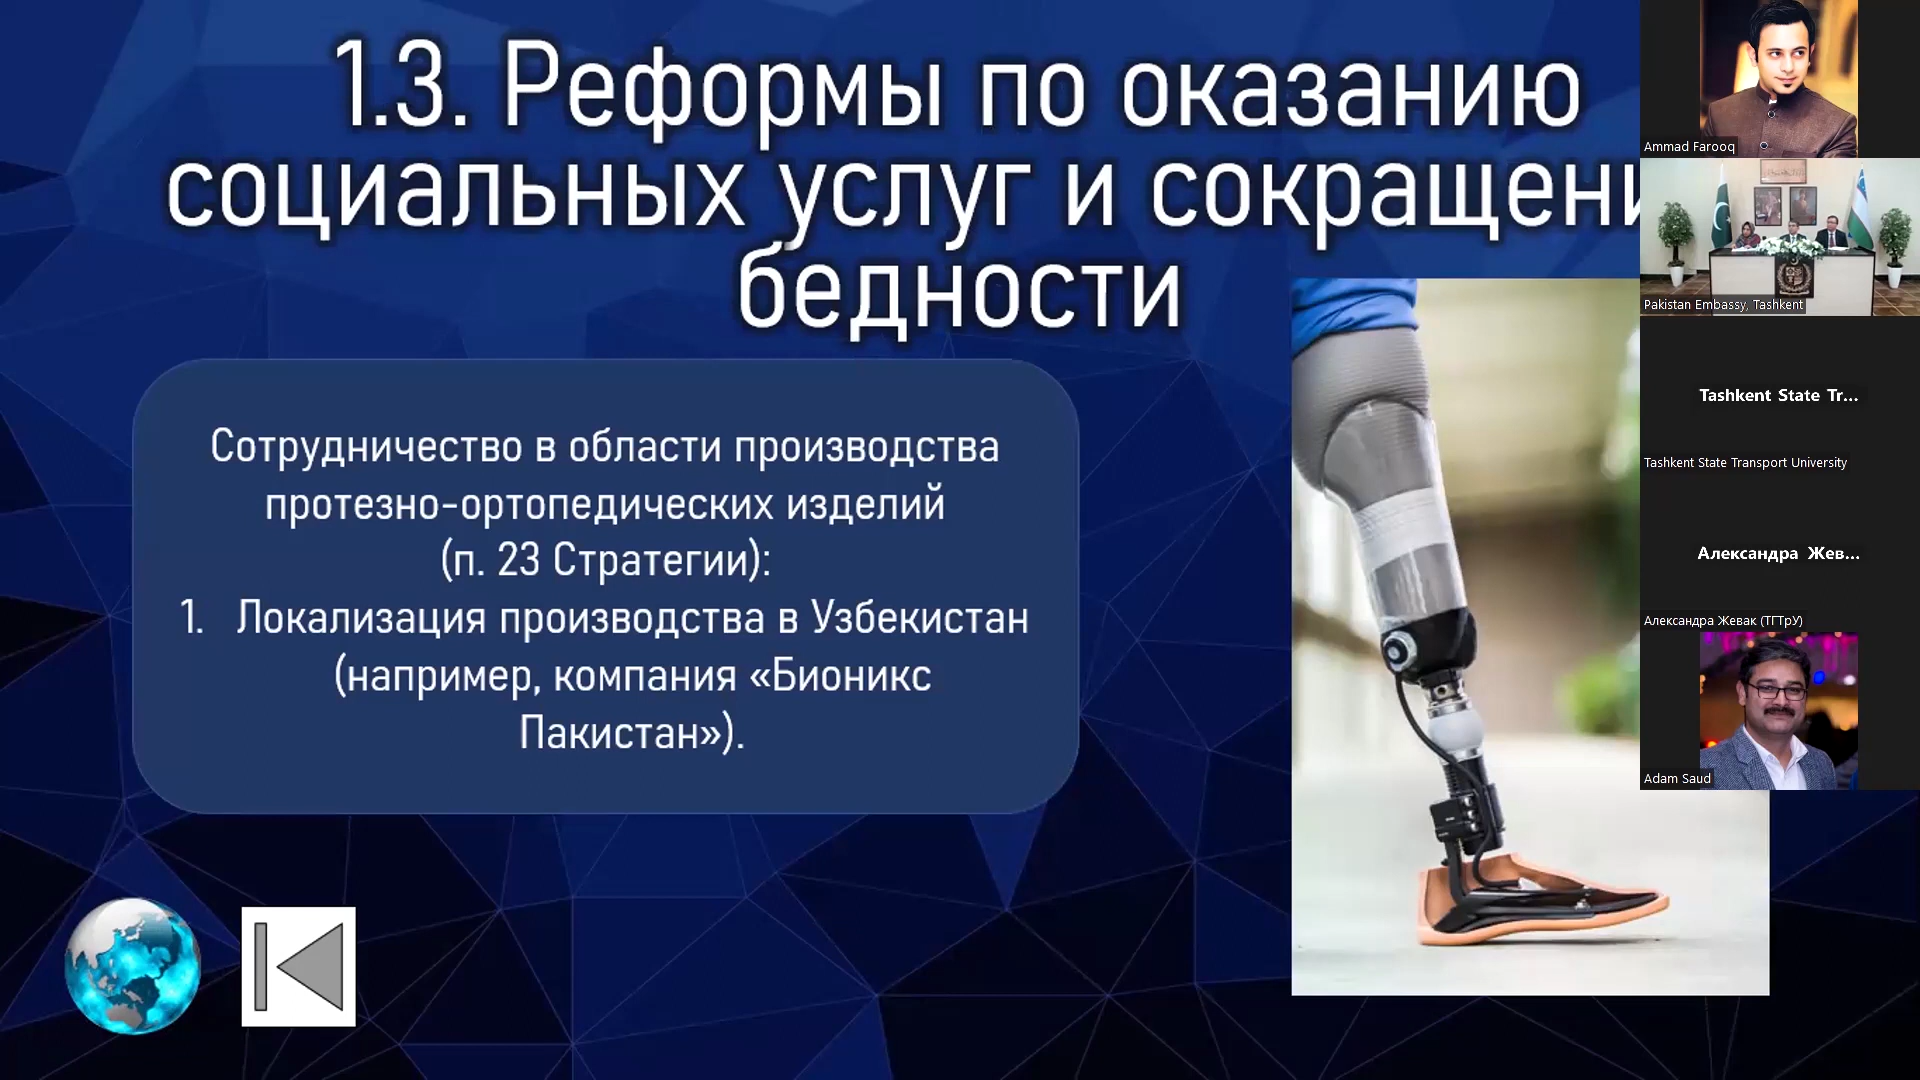 1.3. Реформы по оказанию
социальных услуг и сокращени
бедности
Сотрудничество в области производства
протезно-ортопедических изделий
(п. 23 Стратегии):
1. Локализация производства в Узбекистан
(например, компания «Бионикс
Пакистан»).
Ammad Farooq
Pakistan Embassy, Tashkent
Tashkent State Tr...
Tashkent State Transport University
Александра Жев...
Александра Жевак (ТГТрУ)
Adam Saud